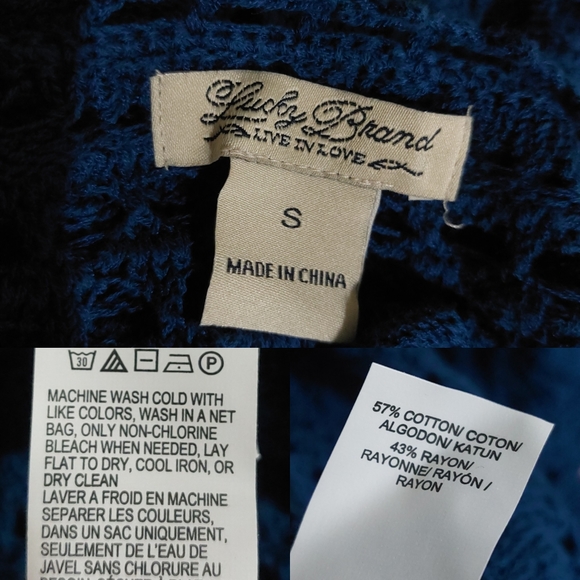 Lucky Brand
LIVE IN LOVE
S
MADE IN CHINA
30
P
MACHINE WASH COLD WITH
LIKE COLORS, WASH IN A NET
BAG, ONLY NON-CHLORINE
BLEACH WHEN NEEDED, LAY
FLAT TO DRY, COOL IRON, OR
DRY CLEAN
LAVER A FROID EN MACHINE
SEPARER LES COULEURS,
DANS UN SAC UNIQUEMENT,
SEULEMENT DE L'EAU DE
JAVEL SANS CHLORURE AU
57% COTTON/ COTON/
ALGODON/ KATUN
43% RAYON/
RAYONNE/ RAYÓN /
RAYON